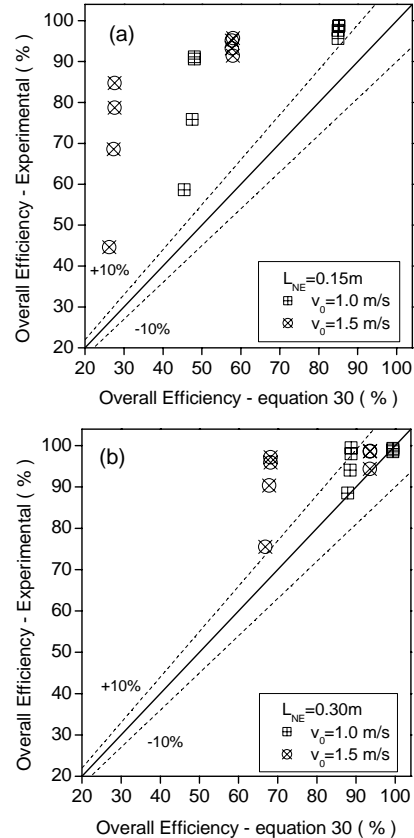 (a)
100
90
80
70
60
50
40
30
20
20 30 40 50 60 70 80 90 100
Overall Efficiency - Experimental ( % )
Overall Efficiency - equation 30 ( % )
+10%
-10%
L_NE=0.15m
v_0=1.0 m/s
v_0=1.5 m/s
(b)
100
90
80
70
60
50
40
30
20
20 30 40 50 60 70 80 90 100
Overall Efficiency - Experimental ( % )
Overall Efficiency - equation 30 ( % )
+10%
-10%
L_NE=0.30m
v_0=1.0 m/s
v_0=1.5 m/s